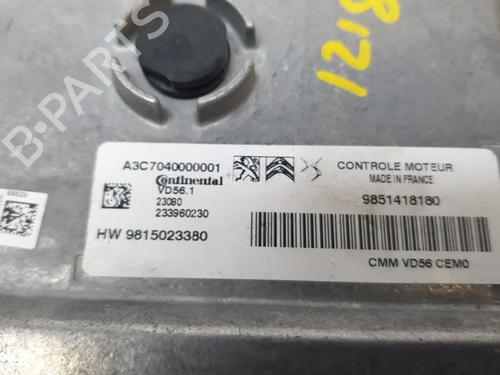 1218
B-PARTS
A3C7040000001
Continental
VD56.1
23080
233960230
HW 9815023380
CONTROLE MOTEUR
MADE IN FRANCE
9851418180
CMM VD56 CEM0